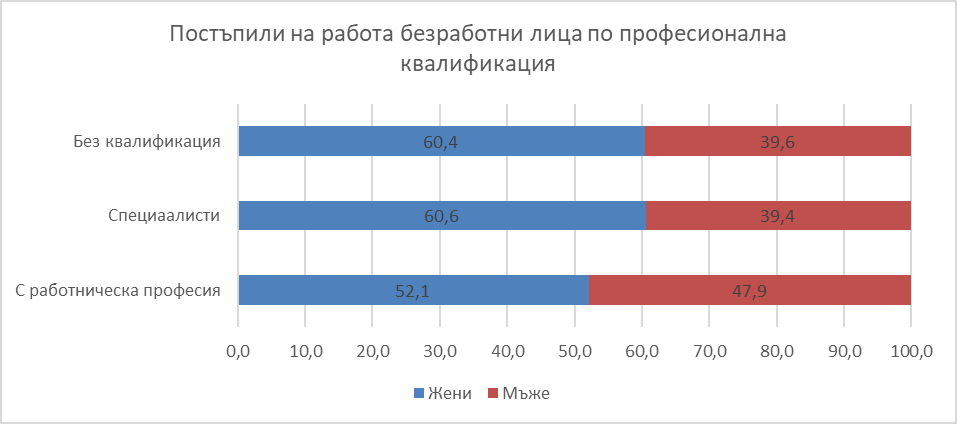 Постъпили на работа безработни лица по професионална
квалификация
Без квалификация
60,4
39,6
Специаалисти
60,6
39,4
С работническа професия
52,1
47,9
0,0 10,0 20,0 30,0 40,0 50,0 60,0 70,0 80,0 90,0 100,0
Жени Мъже